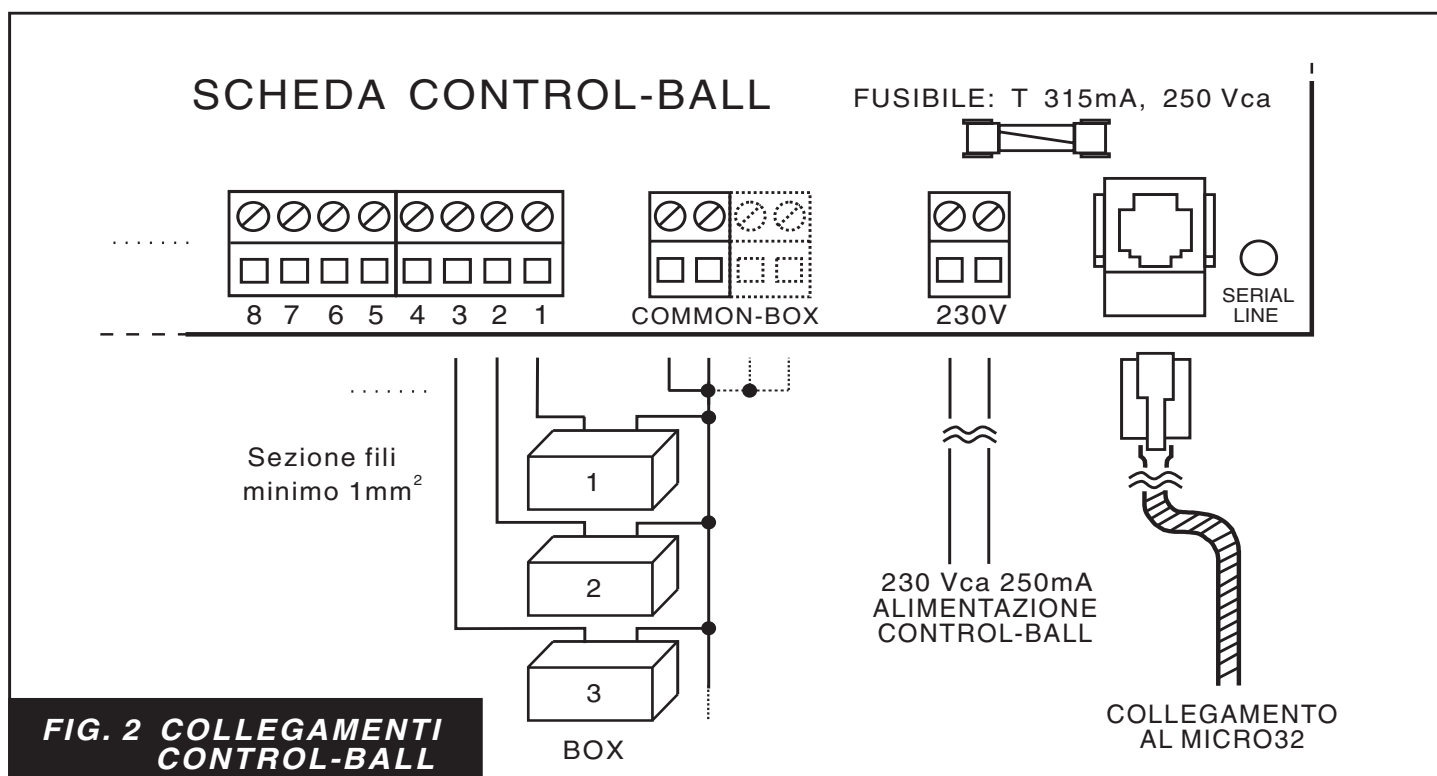 SCHEDA CONTROL-BALL
FUSIBILE: T 315mA, 250 Vca
8 7 6 5 4 3 2 1
COMMON-BOX
230V
SERIAL
LINE
Sezione fili
minimo 1mm²
1
2
3
BOX
230 Vca 250mA
ALIMENTAZIONE
CONTROL-BALL
COLLEGAMENTO
AL MICRO32
FIG. 2 COLLEGAMENTI
CONTROL-BALL